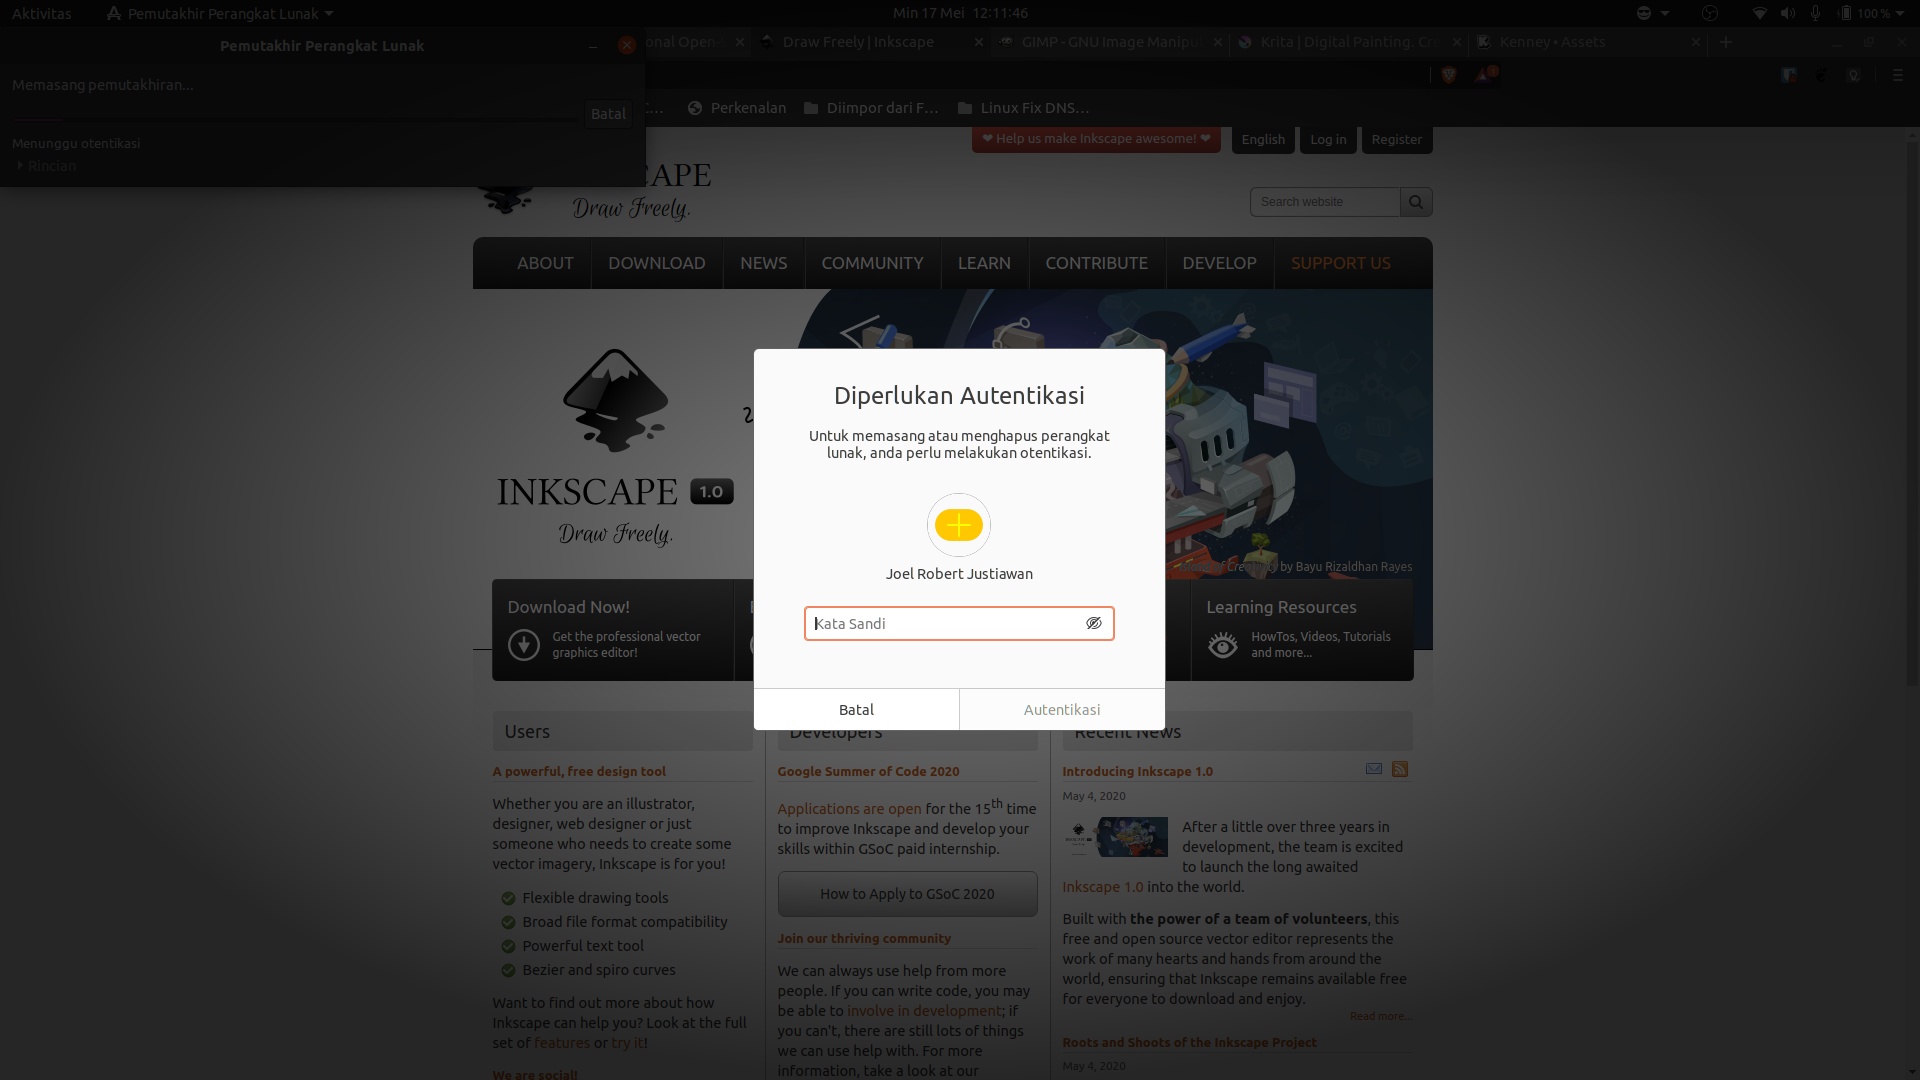 Aktivitas
Pemutakhir Perangkat Lunak
Min 17 Mei 12:11:46
100 %
Pemutakhir Perangkat Lunak
Draw Freely | Inkscape
GIMP - GNU Image Manipu
Krita | Digital Painting. Cre
Kenney • Assets
Memasang pemutakhiran...
Batal
Menunggu otentikasi
Rincian
Perkenalan
Diimpor dari F...
Linux Fix DNS...
❤ Help us make Inkscape awesome! ❤
English
Log in
Register
CAPE
Draw Freely.
Search website
ABOUT
DOWNLOAD
NEWS
COMMUNITY
LEARN
CONTRIBUTE
DEVELOP
SUPPORT US
INKSCAPE 1.0
Draw Freely.
by Bayu Rizaldhan Rayes
Diperlukan Autentikasi
Untuk memasang atau menghapus perangkat
lunak, anda perlu melakukan otentikasi.
Joel Robert Justiawan
Kata Sandi
Batal
Autentikasi
Download Now!
Get the professional vector
graphics editor!
Learning Resources
HowTos, Videos, Tutorials
and more...
Users
A powerful, free design tool
Whether you are an illustrator,
designer, web designer or just
someone who needs to create some
vector imagery, Inkscape is for you!
Flexible drawing tools
Broad file format compatibility
Powerful text tool
Bezier and spiro curves
Want to find out more about how
Inkscape can help you? Look at the full
set of features or try it!
We are social!
Developers
Google Summer of Code 2020
Applications are open for the 15th time
to improve Inkscape and develop your
skills within GSoC paid internship.
How to Apply to GSoC 2020
Join our thriving community
We can always use help from more
people. If you can write code, you may
be able to involve in development; if
you can't, there are still lots of things
we can use help with. For more
information, take a look at our
Recent News
Introducing Inkscape 1.0
May 4, 2020
After a little over three years in
development, the team is excited
to launch the long awaited
Inkscape 1.0 into the world.
Built with the power of a team of volunteers, this
free and open source vector editor represents the
work of many hearts and hands from around the
world, ensuring that Inkscape remains available free
for everyone to download and enjoy.
Read more...
Roots and Shoots of the Inkscape Project
May 4, 2020